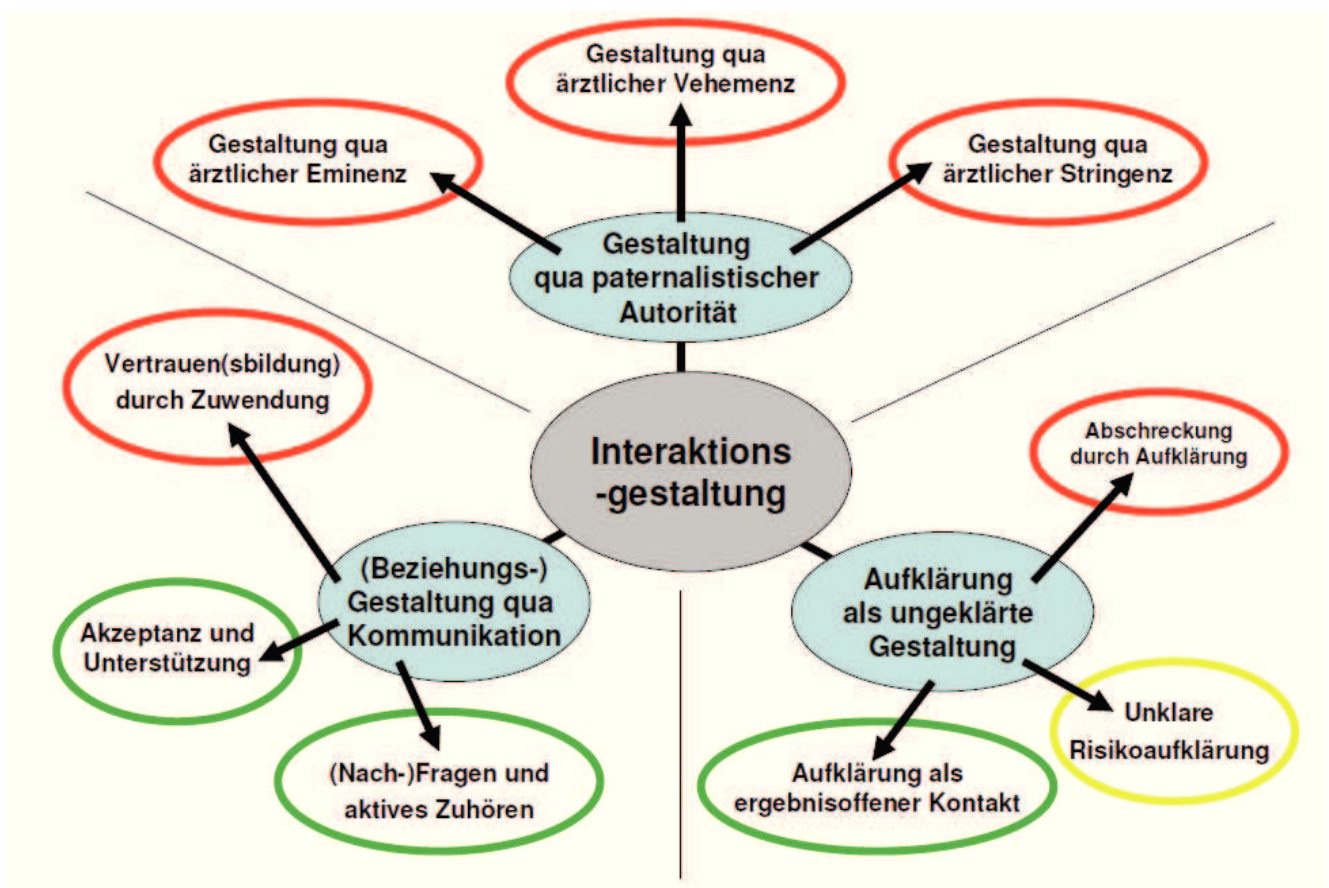 Gestaltung qua
ärztlicher Vehemenz
Gestaltung qua
ärztlicher Eminenz
Gestaltung qua
ärztlicher Stringenz
Gestaltung
qua paternalistischer
Autorität
Vertrauen(sbildung)
durch Zuwendung
Interaktions
-gestaltung
Abschreckung
durch Aufklärung
(Beziehungs-)
Gestaltung qua
Kommunikation
Aufklärung
als ungeklärte
Gestaltung
Akzeptanz und
Unterstützung
Unklare
Risikoaufklärung
(Nach-)Fragen und
aktives Zuhören
Aufklärung als
ergebnisoffener Kontakt